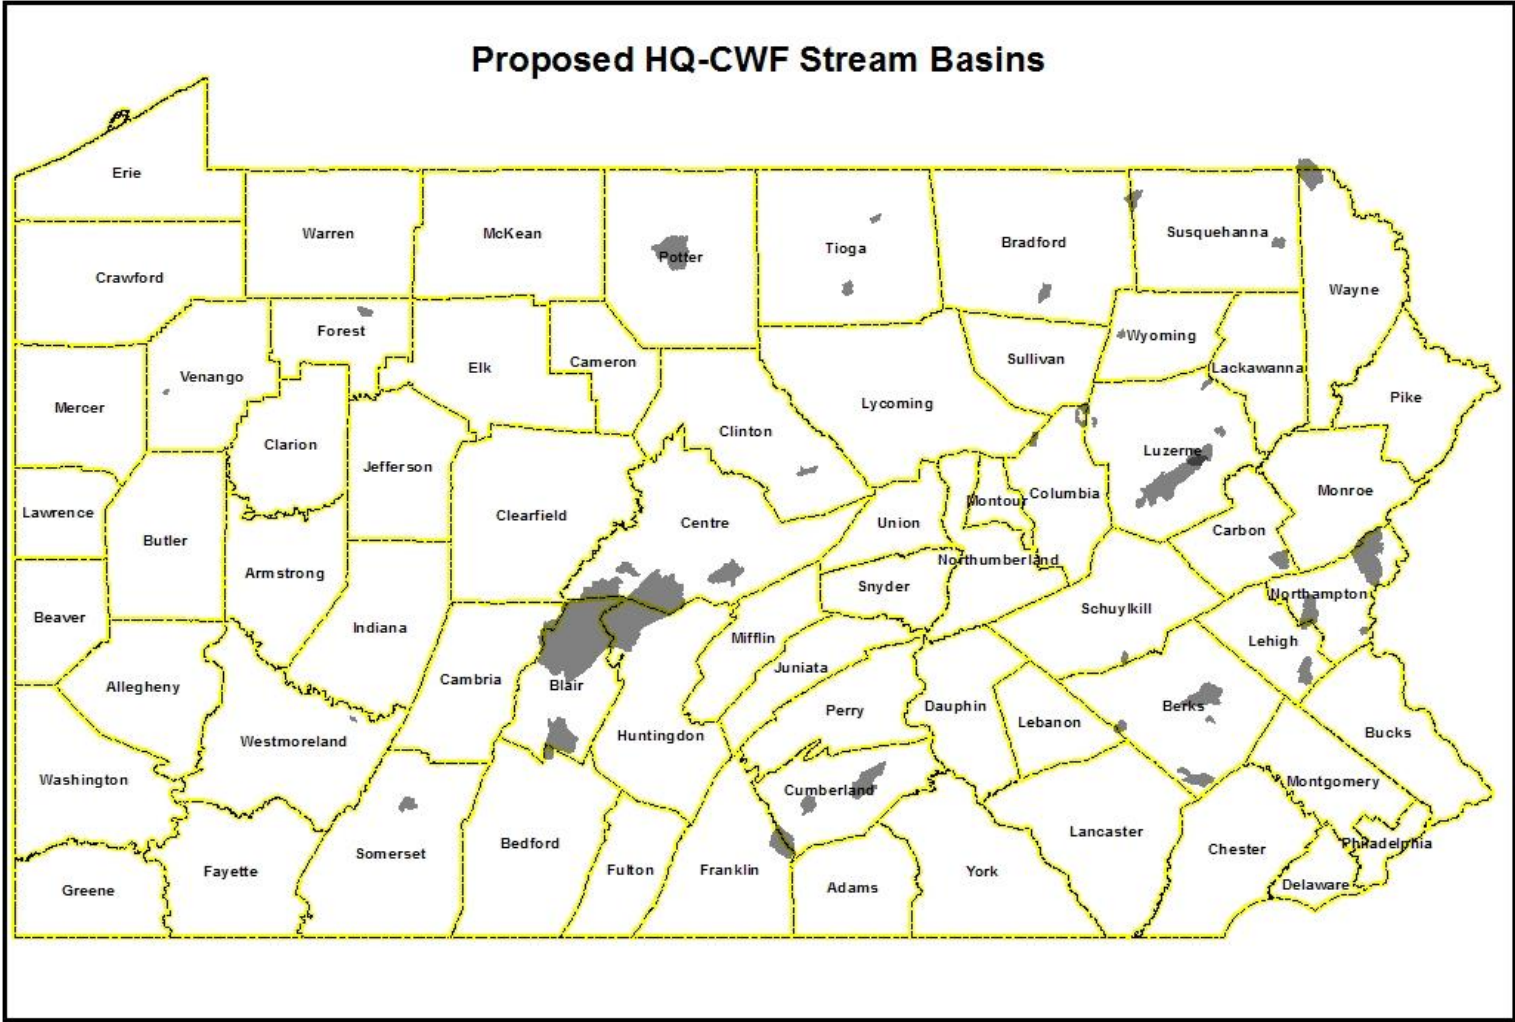 Proposed HQ-CWF Stream Basins
Erie
Warren
McKean
Potter
Tioga
Bradford
Susquehanna
Wayne
Crawford
Forest
Venango
Elk
Cameron
Sullivan
Wyoming
Lackawanna
Pike
Mercer
Clarion
Jefferson
Clinton
Lycoming
Luzerne
Monroe
Lawrence
Butler
Clearfield
Centre
Union
Montour
Columbia
Carbon
Armstrong
Snyder
Northumberland
Northampton
Beaver
Indiana
Mifflin
Schuylkill
Lehigh
Allegheny
Cambria
Blair
Juniata
Perry
Dauphin
Lebanon
Berks
Bucks
Westmoreland
Huntingdon
Washington
Cumberland
Montgomery
Lancaster
Philadelphia
Greene
Fayette
Somerset
Bedford
Fulton
Franklin
Adams
York
Chester
Delaware